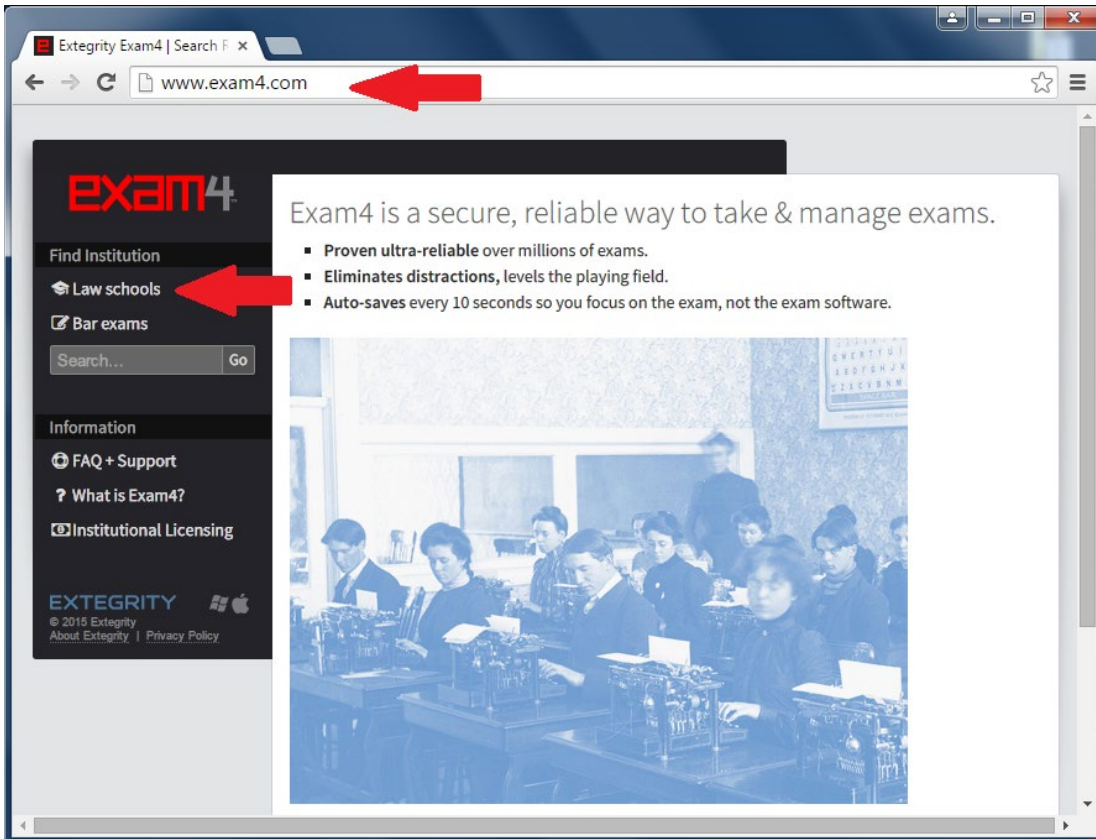 Extegrity Exam4 | Search R
www.exam4.com
exam4
Find Institution
Law schools
Bar exams
Search...
Go
Information
FAQ + Support
? What is Exam4?
Institutional Licensing
EXTEGRITY
© 2015 Extegrity
About Extegrity | Privacy Policy
Exam4 is a secure, reliable way to take & manage exams.
Proven ultra-reliable over millions of exams.
Eliminates distractions, levels the playing field.
Auto-saves every 10 seconds so you focus on the exam, not the exam software.